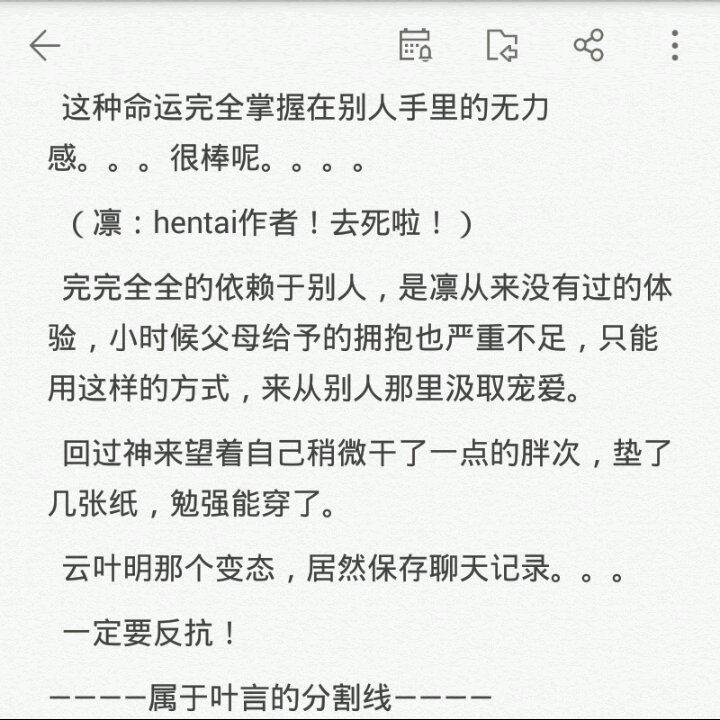 这种命运完全掌握在别人手里的无力
感。。。很棒呢。。。。
（凛：hentai作者！去死啦！）
完完全全的依赖于别人，是凛从来没有过的体
验，小时候父母给予的拥抱也严重不足，只能
用这样的方式，来从别人那里汲取宠爱。
回过神来望着自己稍微干了一点的胖次，垫了
几张纸，勉强能穿了。
云叶明那个变态，居然保存聊天记录。。。
一定要反抗！
————属于叶言的分割线————